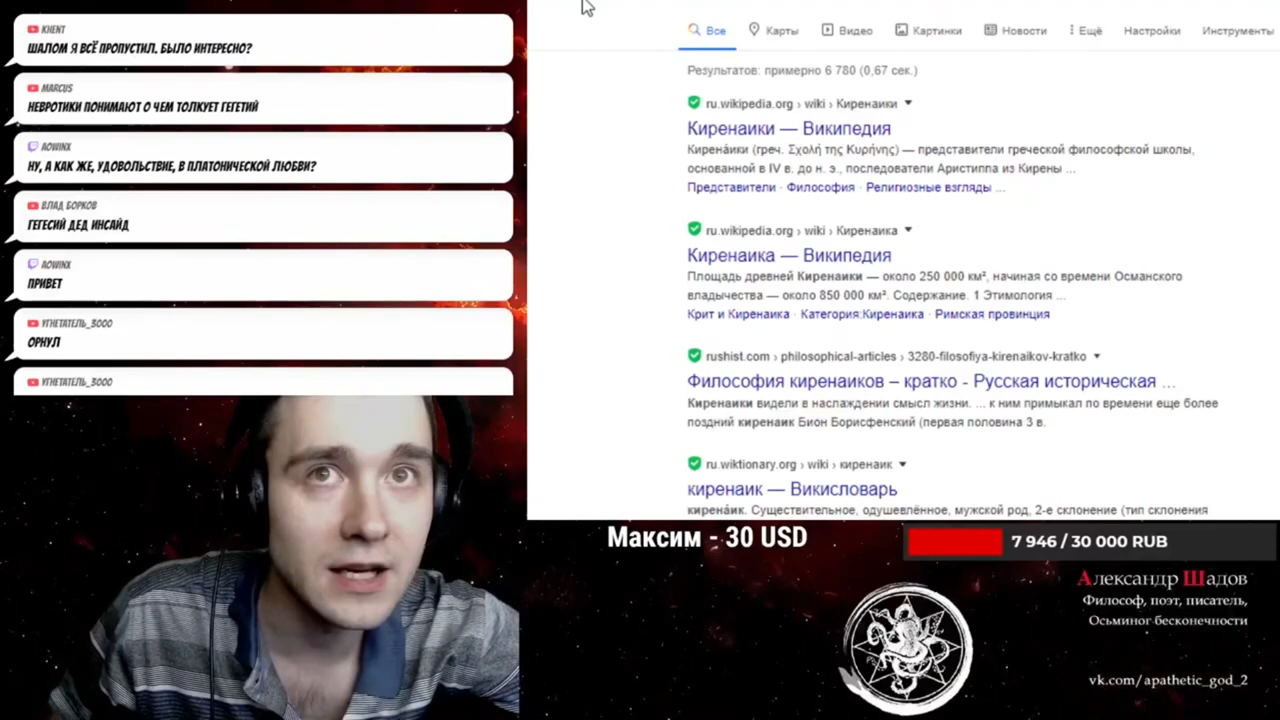 KHENT
ШАЛОМ Я ВСЁ ПРОПУСТИЛ. БЫЛО ИНТЕРЕСНО?
MARCUS
НЕВРОТИКИ ПОНИМАЮТ О ЧЕМ ТОЛКУЕТ ГЕГЕТИЙ
AOWINX
НУ, А КАК ЖЕ, УДОВОЛЬСТВИЕ, В ПЛАТОНИЧЕСКОЙ ЛЮБВИ?
ВЛАД БОРКОВ
ГЕГЕСИЙ ДЕД ИНСАЙД
AOWINX
ПРИВЕТ
УГНЕТАТЕЛЬ_3000
ОРНУЛ
УГНЕТАТЕЛЬ_3000
Все Карты Видео Картинки Новости Ещё Настройки Инструменты
Результатов: примерно 6 780 (0,67 сек.)
ru.wikipedia.org › wiki › Киренаики
Киренаики — Википедия
Кирена́ики (греч. Σχολή της Κυρήνης) — представители греческой философской школы,
основанной в IV в. до н. э., последователи Аристиппа из Кирены ...
Представители · Философия · Религиозные взгляды ...
ru.wikipedia.org › wiki › Киренаика
Киренаика — Википедия
Площадь древней Киренаики — около 250 000 км², начиная со времени Османского
владычества — около 850 000 км². Содержание. 1 Этимология ...
Крит и Киренаика · Категория:Киренаика · Римская провинция
rushist.com › philosophical-articles › 3280-filosofiya-kirenaikov-kratko
Философия киренаиков – кратко - Русская историческая ...
Киренаики видели в наслаждении смысл жизни. ... к ним примыкал по времени еще более
поздний киренаик Бион Борисфенский (первая половина 3 в.
ru.wiktionary.org › wiki › киренаик
киренаик — Викисловарь
кирена́ик. Существительное, одушевлённое, мужской род, 2-е склонение (тип склонения
Максим - 30 USD
7 946 / 30 000 RUB
Александр Шадов
Философ, поэт, писатель,
Осьминог бесконечности
vk.com/apathetic_god_2